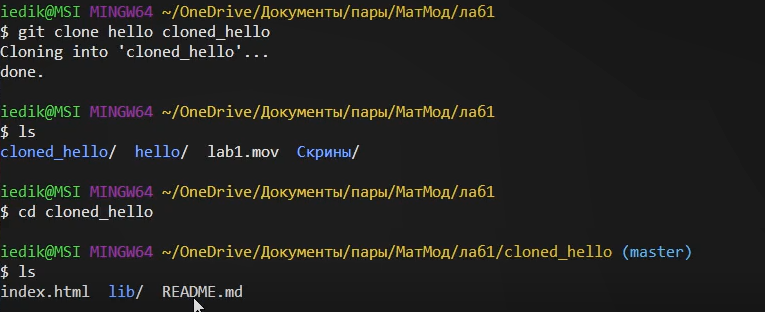 iedik@MSI MINGW64 ~/OneDrive/Документы/пары/МатМод/лаб1
$ git clone hello cloned_hello
Cloning into 'cloned_hello'...
done.
iedik@MSI MINGW64 ~/OneDrive/Документы/пары/МатМод/лаб1
$ ls
cloned_hello/  hello/  lab1.mov  Скрины/
iedik@MSI MINGW64 ~/OneDrive/Документы/пары/МатМод/лаб1
$ cd cloned_hello
iedik@MSI MINGW64 ~/OneDrive/Документы/пары/МатМод/лаб1/cloned_hello (master)
$ ls
index.html  lib/  README.md